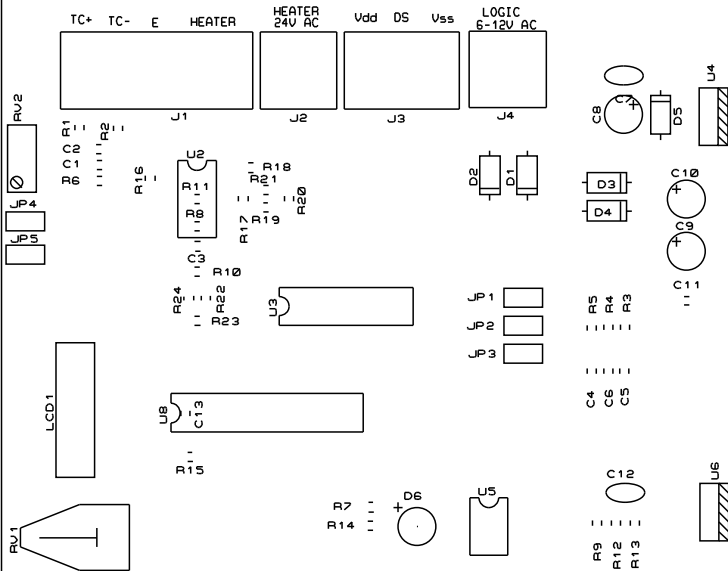 TC+ TC- E HEATER
HEATER
24V AC
Vdd DS Vss
LOGIC
6-12V AC
J1
J2
J3
J4
U4
C7
C8
D5
RV2
R1
R2
C2
C1
R6
R16
U2
R11
R8
R18
R21
R20
R17
R19
D2
D1
D3
D4
C10
C9
C11
JP4
JP5
C3
R10
R24
R22
R23
U3
JP1
JP2
JP3
R5
R4
R3
C4
C6
C5
LCD1
U8
C13
R15
RV1
R7
R14
D6
U5
C12
U6
R9
R12
R13